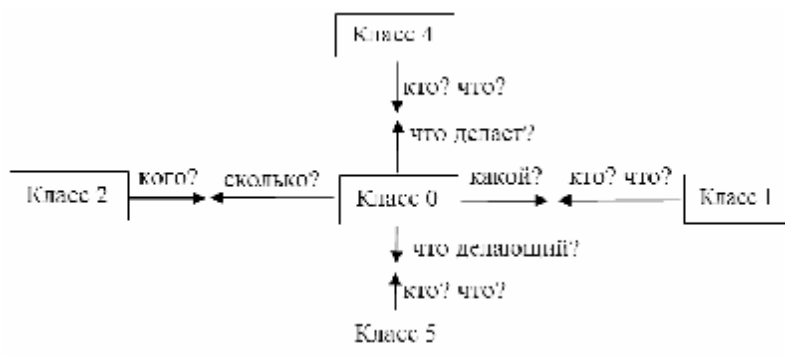 Класс 4
кто? что?
что делает?
Класс 2
кого?
сколько?
Класс 0
какой?
кто? что?
Класс 1
что делающий?
кто? что?
Класс 5